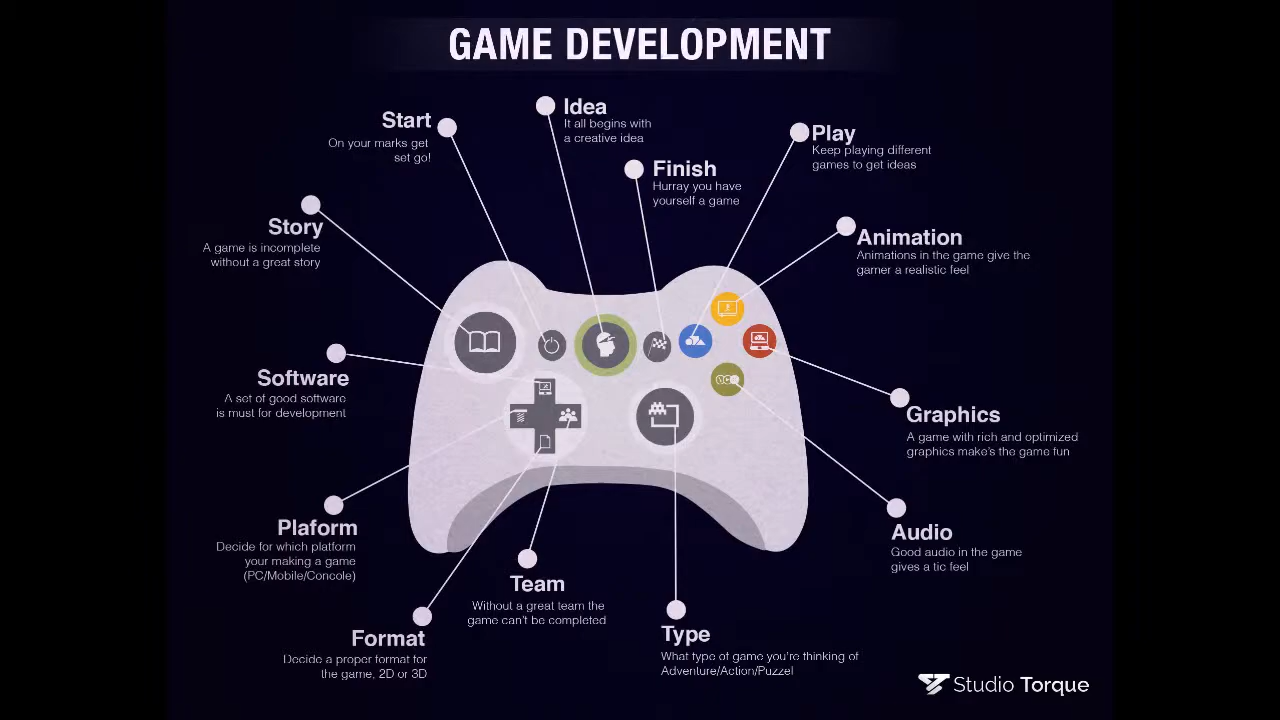 GAME DEVELOPMENT
Start
On your marks get
set go!
Idea
It all begins with
a creative idea
Finish
Hurray you have
yourself a game
Play
Keep playing different
games to get ideas
Story
A game is incomplete
without a great story
Animation
Animations in the game give the
gamer a realistic feel
Software
A set of good software
is must for development
Graphics
A game with rich and optimized
graphics make's the game fun
Plaform
Decide for which platform
your making a game
(PC/Mobile/Concole)
Audio
Good audio in the game
gives a tic feel
Team
Without a great team the
game can't be completed
Format
Decide a proper format for
the game, 2D or 3D
Type
What type of game you're thinking of
Adventure/Action/Puzzel
Studio Torque